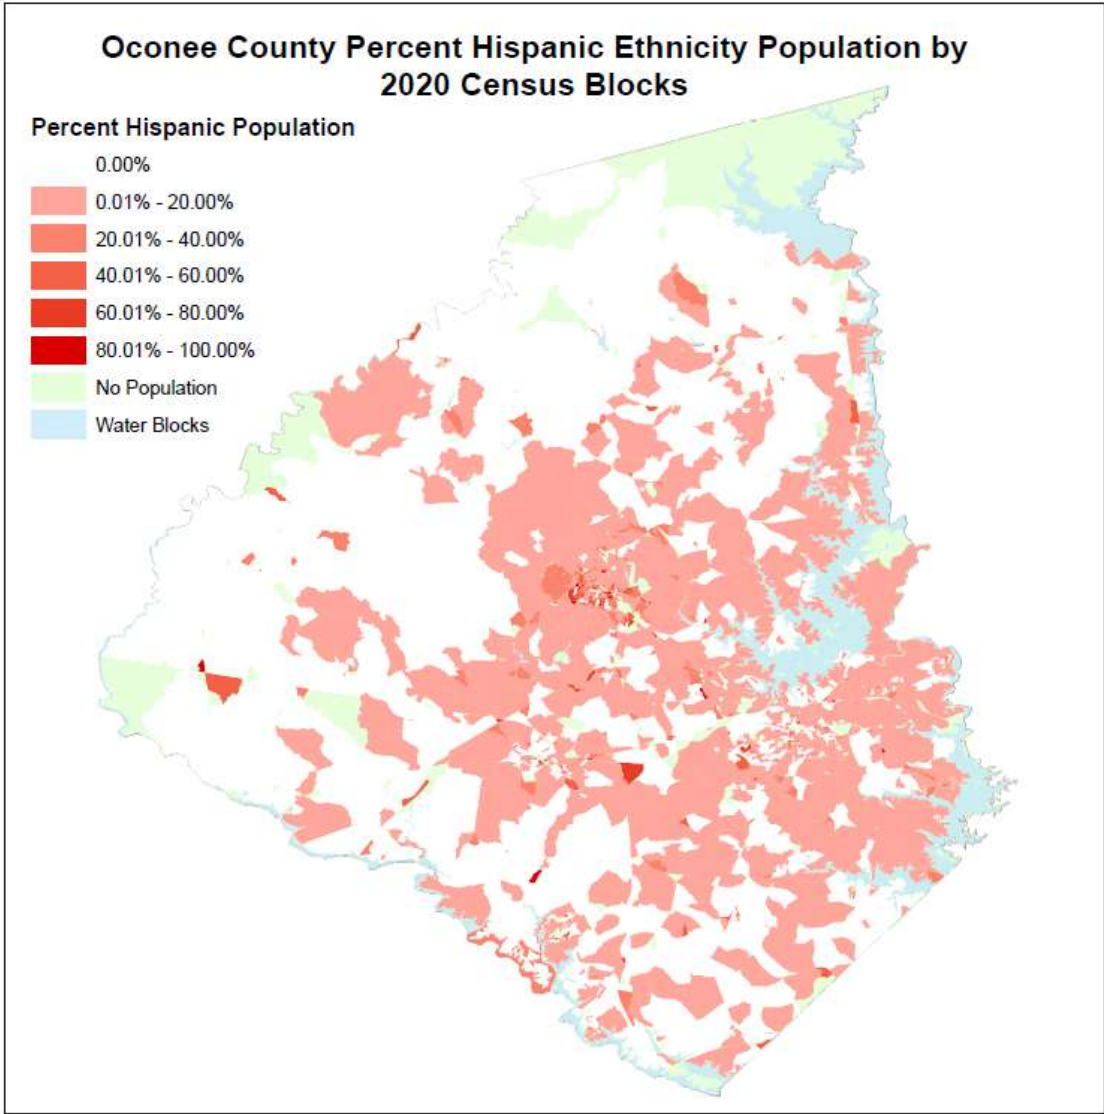 Oconee County Percent Hispanic Ethnicity Population by
2020 Census Blocks
Percent Hispanic Population
0.00%
0.01% - 20.00%
20.01% - 40.00%
40.01% - 60.00%
60.01% - 80.00%
80.01% - 100.00%
No Population
Water Blocks